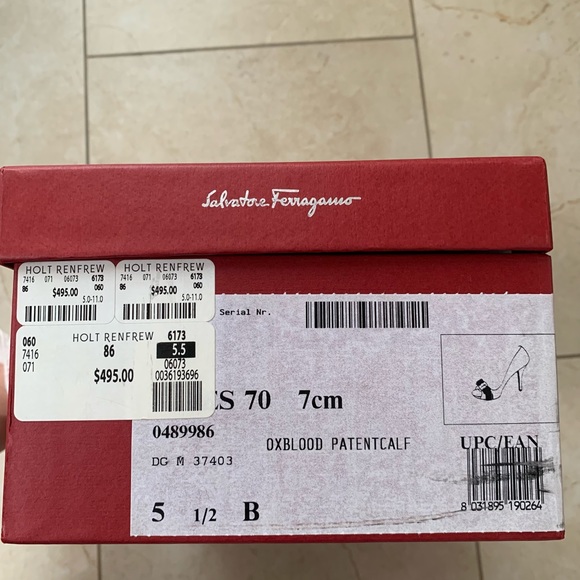 Salvatore Ferragamo
HOLT RENFREW
7416 071 06073 6173
86 060
$495.00
5.0-11.0
HOLT RENFREW
7416 071 06073 6173
86 060
$495.00
5.0-11.0
060 HOLT RENFREW 6173
7416 86 5.5
071 06073
$495.00 0036193696
Serial Nr.
ES 70 7cm
0489986 OXBLOOD PATENTCALF UPC/EAN
DG M 37403
5 1/2 B
8 031895 190264